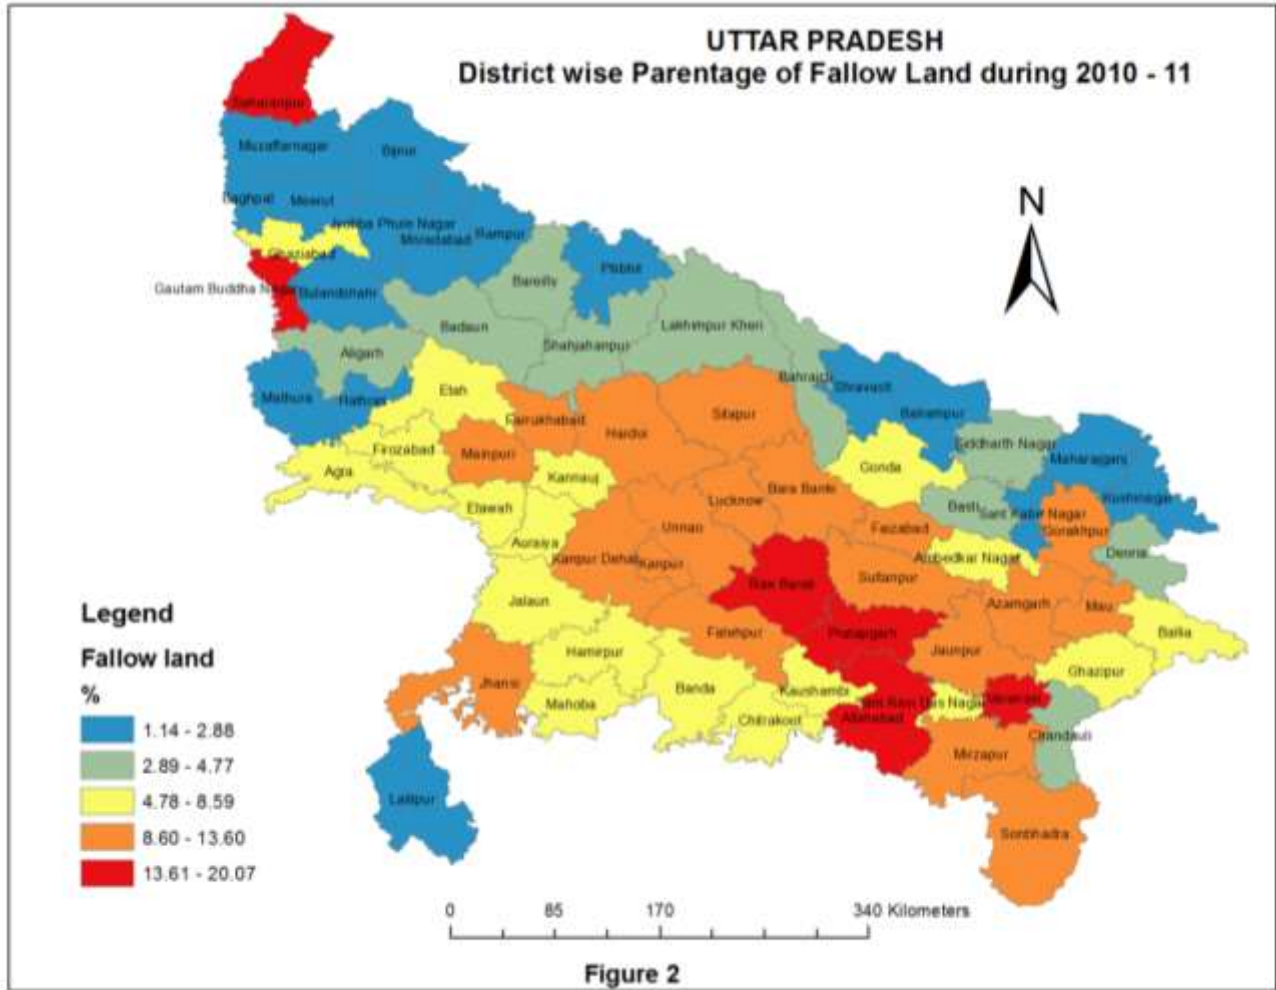 UTTAR PRADESH
District wise Parentage of Fallow Land during 2010 - 11
Saharanpur
Muzaffarnagar
Bijnor
Baghpat
Meerut
Jyotiba Phule Nagar
Moradabad
Rampur
Ghaziabad
Gautam Buddha
Bulandshahr
Bareilly
Pilibhit
Badaun
Shahjahanpur
Lakhimpur Kheri
Aligarh
Bahraich
Shravasti
Mathura
Hathras
Etah
Balrampur
Farrukhabad
Hardoi
Sitapur
Siddharth Nagar
Maharajganj
Agra
Firozabad
Mainpuri
Gonda
Kannauj
Bara Banki
Lucknow
Basti
Sant Kabir Nagar
Kushinagar
Etawah
Unnao
Faizabad
Gorakhpur
Auraiya
Kanpur Dehat
Kanpur
Ambedkar Nagar
Deoria
Rae Bareli
Sultanpur
Jalaun
Azamgarh
Mau
Fatehpur
Pratapgarh
Ballia
Hamirpur
Jaunpur
Ghazipur
Jhansi
Banda
Kaushambi
Mahoba
Chitrakoot
Allahabad
Chandauli
Mirzapur
Lalitpur
Sonbhadra
N
Legend
Fallow land
%
1.14 - 2.88
2.89 - 4.77
4.78 - 8.59
8.60 - 13.60
13.61 - 20.07
0 85 170 340 Kilometers
Figure 2